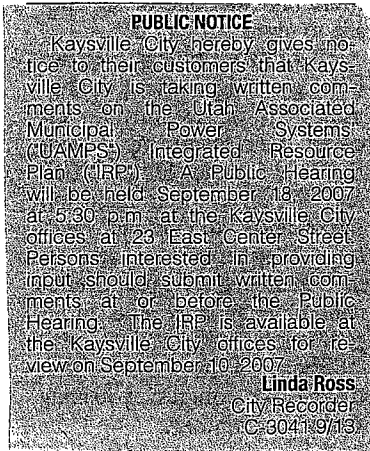 PUBLIC NOTICE
Kaysville City hereby gives no-
tice to their customers that Kays-
ville City is taking written com-
ments on the Utah Associated
Municipal Power Systems
("UAMPS") Integrated Resource
Plan ("IRP"). A Public Hearing
will be held September 18, 2007
at 5:30 p.m. at the Kaysville City
offices at 23 East Center Street.
Persons interested in providing
input should submit written com-
ments at or before the Public
Hearing. The IRP is available at
the Kaysville City offices for re-
view on September 10, 2007.
Linda Ross
City Recorder
C-3041 9/13